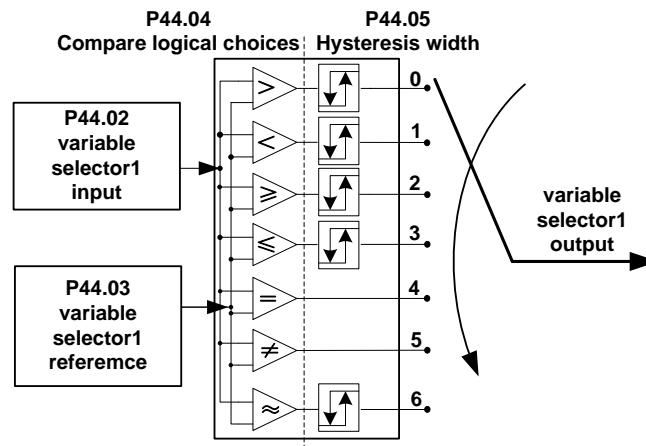 P44.04
Compare logical choices
P44.05
Hysteresis width
P44.02
variable
selector1
input
P44.03
variable
selector1
referemce
>
<
≥
≤
=
≠
≈
0
1
2
3
4
5
6
variable
selector1
output